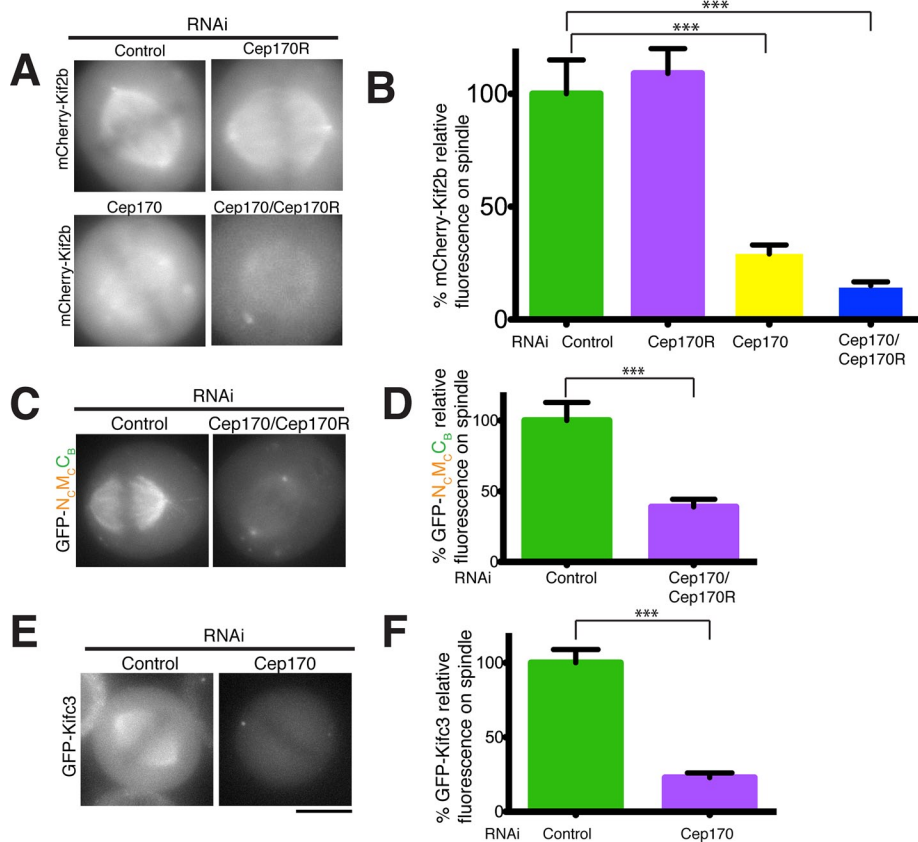 A
RNAi
Control
Cep170R
mCherry-Kif2b
Cep170
Cep170/Cep170R
mCherry-Kif2b
B
***
***
% mCherry-Kif2b relative
fluorescence on spindle
100
50
0
RNAi Control Cep170R Cep170 Cep170/
Cep170R
C
RNAi
Control
Cep170/Cep170R
GFP-NCMCCB
D
***
% GFP-NCMCCB relative
fluorescence on spindle
100
50
0
RNAi Control Cep170/
Cep170R
E
RNAi
Control
Cep170
GFP-Kifc3
F
***
% GFP-Kifc3 relative
fluorescence on spindle
100
50
0
RNAi Control Cep170